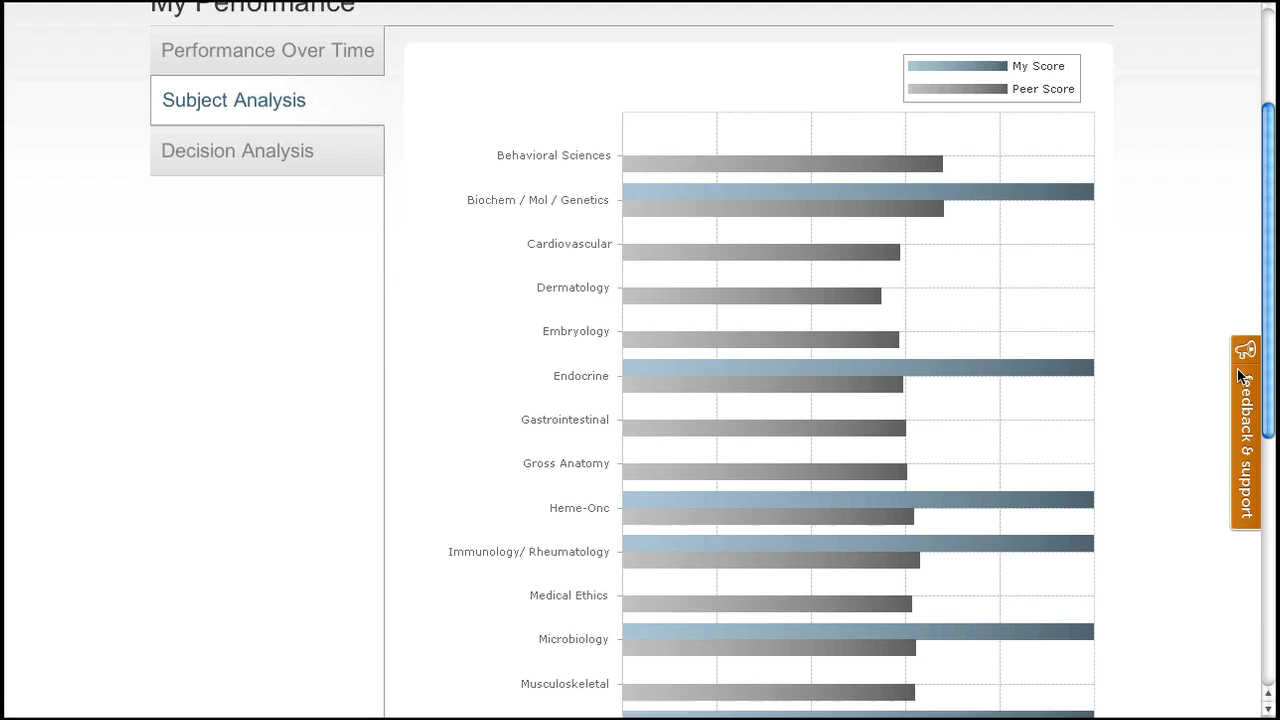 My Performance
Performance Over Time
Subject Analysis
Decision Analysis
My Score
Peer Score
Behavioral Sciences
Biochem / Mol / Genetics
Cardiovascular
Dermatology
Embryology
Endocrine
Gastrointestinal
Gross Anatomy
Heme-Onc
Immunology/ Rheumatology
Medical Ethics
Microbiology
Musculoskeletal
feedback & support